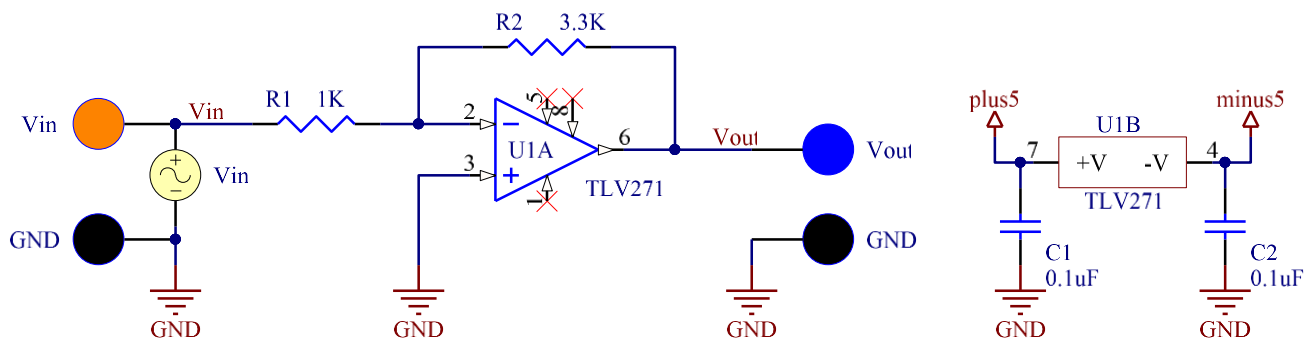 R2 3.3K
Vin
Vin
R1 1K
2
5
8
6
Vout
Vout
U1A
3
1
TLV271
Vin
GND
GND
GND
GND
GND
plus5
minus5
U1B
7
+V -V
4
TLV271
C1
0.1uF
C2
0.1uF
GND
GND